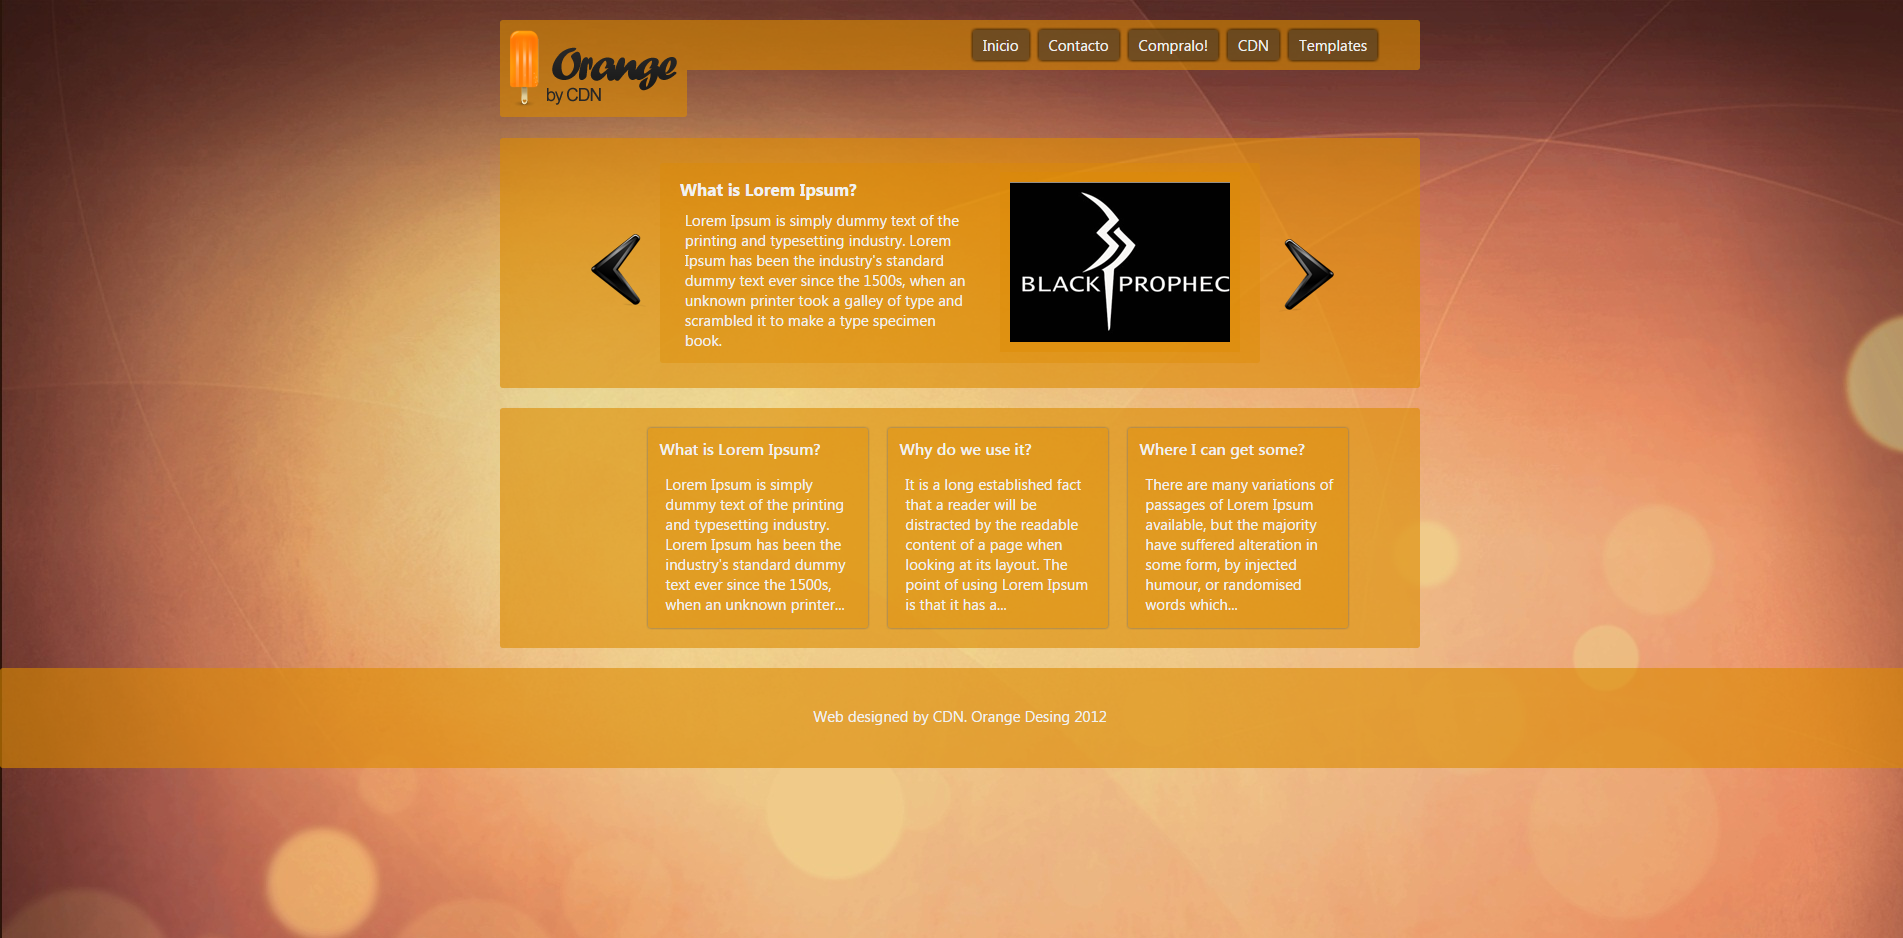 Orange
by CDN
Inicio Contacto Compralo! CDN Templates
What is Lorem Ipsum?
Lorem Ipsum is simply dummy text of the
printing and typesetting industry. Lorem
Ipsum has been the industry's standard
dummy text ever since the 1500s, when an
unknown printer took a galley of type and
scrambled it to make a type specimen
book.
BLACK PROPHEC
What is Lorem Ipsum?
Lorem Ipsum is simply
dummy text of the printing
and typesetting industry.
Lorem Ipsum has been the
industry's standard dummy
text ever since the 1500s,
when an unknown printer...
Why do we use it?
It is a long established fact
that a reader will be
distracted by the readable
content of a page when
looking at its layout. The
point of using Lorem Ipsum
is that it has a...
Where I can get some?
There are many variations of
passages of Lorem Ipsum
available, but the majority
have suffered alteration in
some form, by injected
humour, or randomised
words which...
Web designed by CDN. Orange Desing 2012